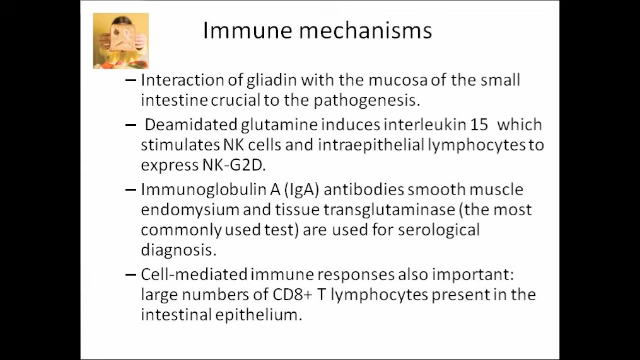 Immune mechanisms
– Interaction of gliadin with the mucosa of the small
intestine crucial to the pathogenesis.
– Deamidated glutamine induces interleukin 15 which
stimulates NK cells and intraepithelial lymphocytes to
express NK-G2D.
– Immunoglobulin A (IgA) antibodies smooth muscle
endomysium and tissue transglutaminase (the most
commonly used test) are used for serological
diagnosis.
– Cell-mediated immune responses also important:
large numbers of CD8+ T lymphocytes present in the
intestinal epithelium.